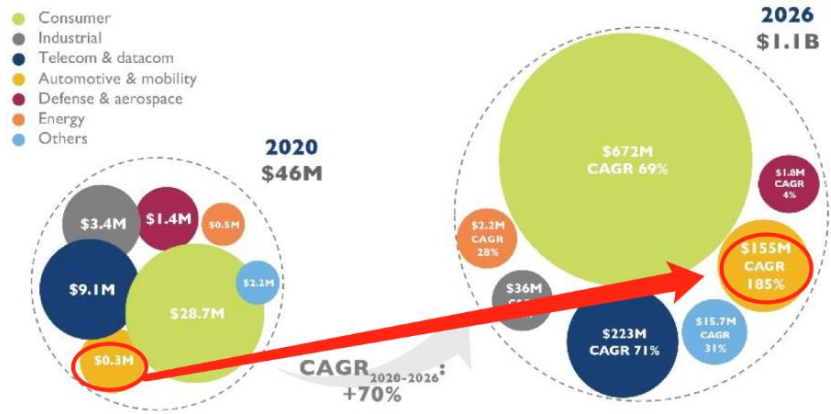 Consumer
Industrial
Telecom & datacom
Automotive & mobility
Defense & aerospace
Energy
Others
2020
$46M
$3.4M
$1.4M
$0.5M
$9.1M
$28.7M
$2.2M
$0.3M
CAGR2020-2026:
+70%
2026
$1.1B
$672M
CAGR 69%
$1.8M
CAGR
4%
$2.2M
CAGR
28%
$155M
CAGR
185%
$36M
$223M
CAGR 71%
$15.7M
CAGR
31%